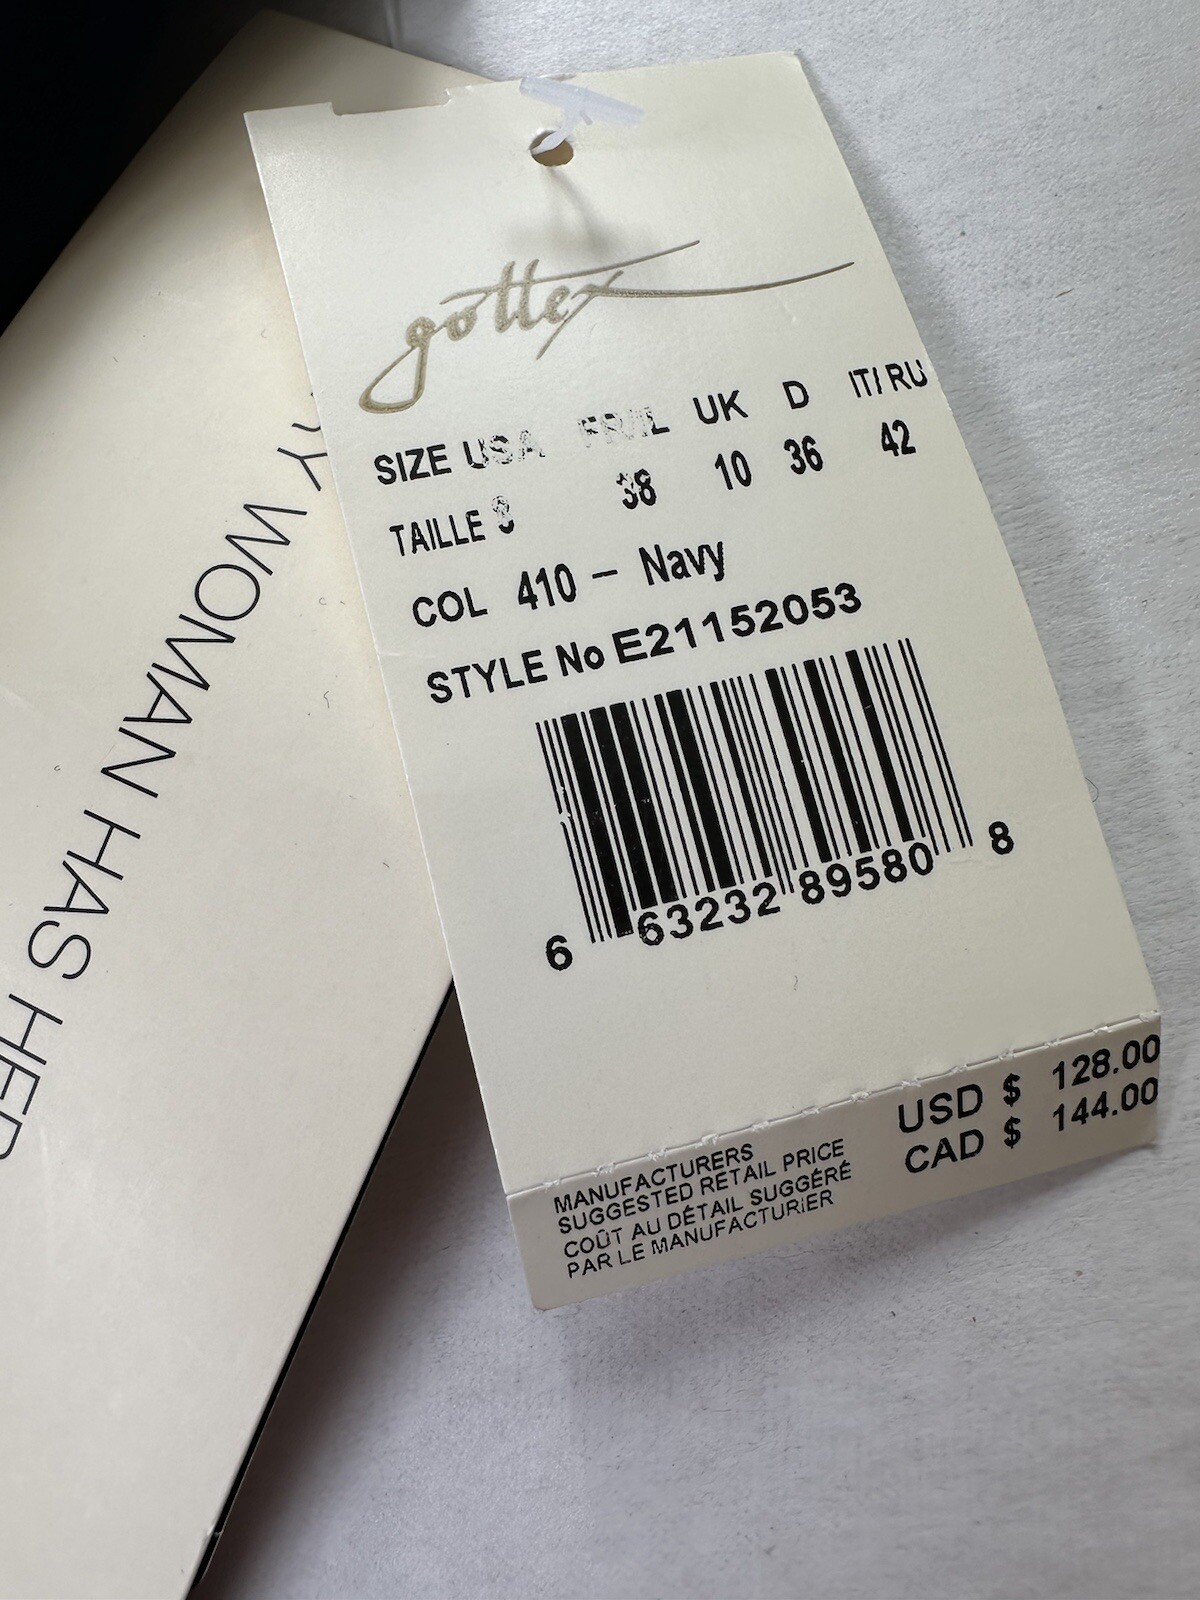 gottex
SIZE USA FR/IL UK D IT/RU
TAILLE 8 38 10 36 42
COL 410 – Navy
STYLE No E21152053
6 63232 89580 8
USD $ 128.00
CAD $ 144.00
MANUFACTURERS
SUGGESTED RETAIL PRICE
COÛT AU DÉTAIL SUGGÉRÉ
PAR LE MANUFACTURIER
WOMAN HAS HER